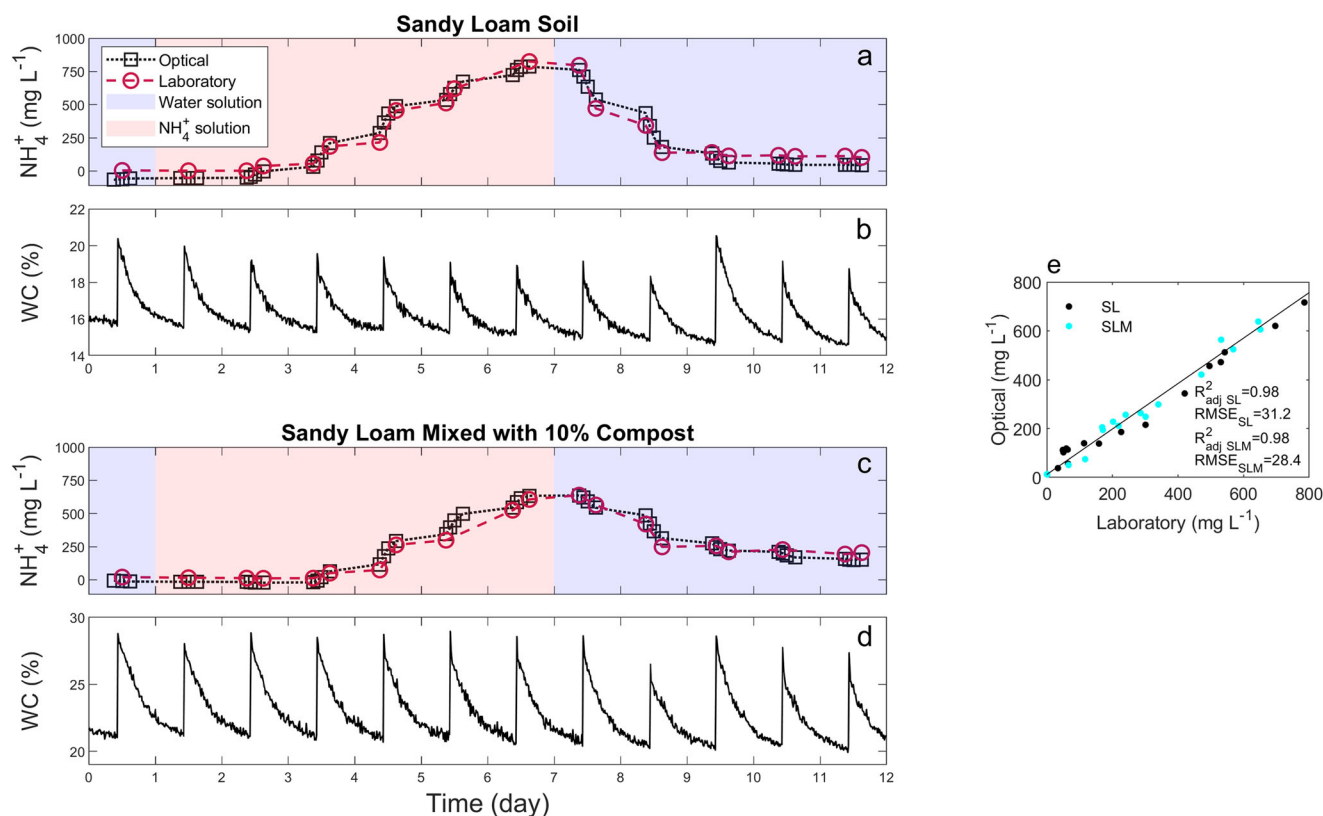 Sandy Loam Soil
a
NH₄⁺ (mg L⁻¹)
1000
750
500
250
0
Optical
Laboratory
Water solution
NH₄⁺ solution
b
WC (%)
22
20
18
16
14
0 1 2 3 4 5 6 7 8 9 10 11 12
Sandy Loam Mixed with 10% Compost
c
NH₄⁺ (mg L⁻¹)
1000
750
500
250
0
d
WC (%)
30
25
20
0 1 2 3 4 5 6 7 8 9 10 11 12
Time (day)
e
Optical (mg L⁻¹)
800
600
400
200
0
SL
SLM
R²adj SL=0.98
RMSE_SL=31.2
R²adj SLM=0.98
RMSE_SLM=28.4
0 200 400 600 800
Laboratory (mg L⁻¹)